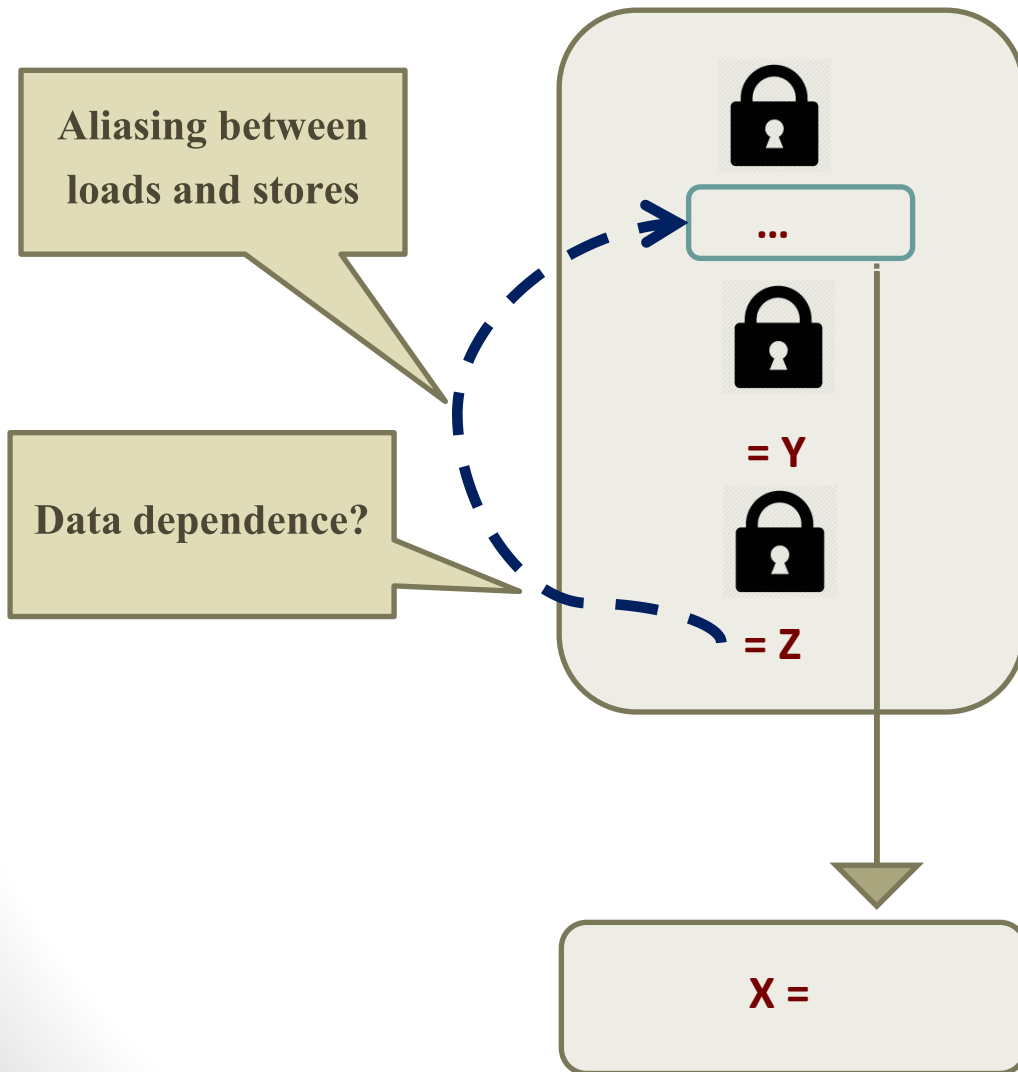 Aliasing between
loads and stores
...
= Y
Data dependence?
= Z
X =